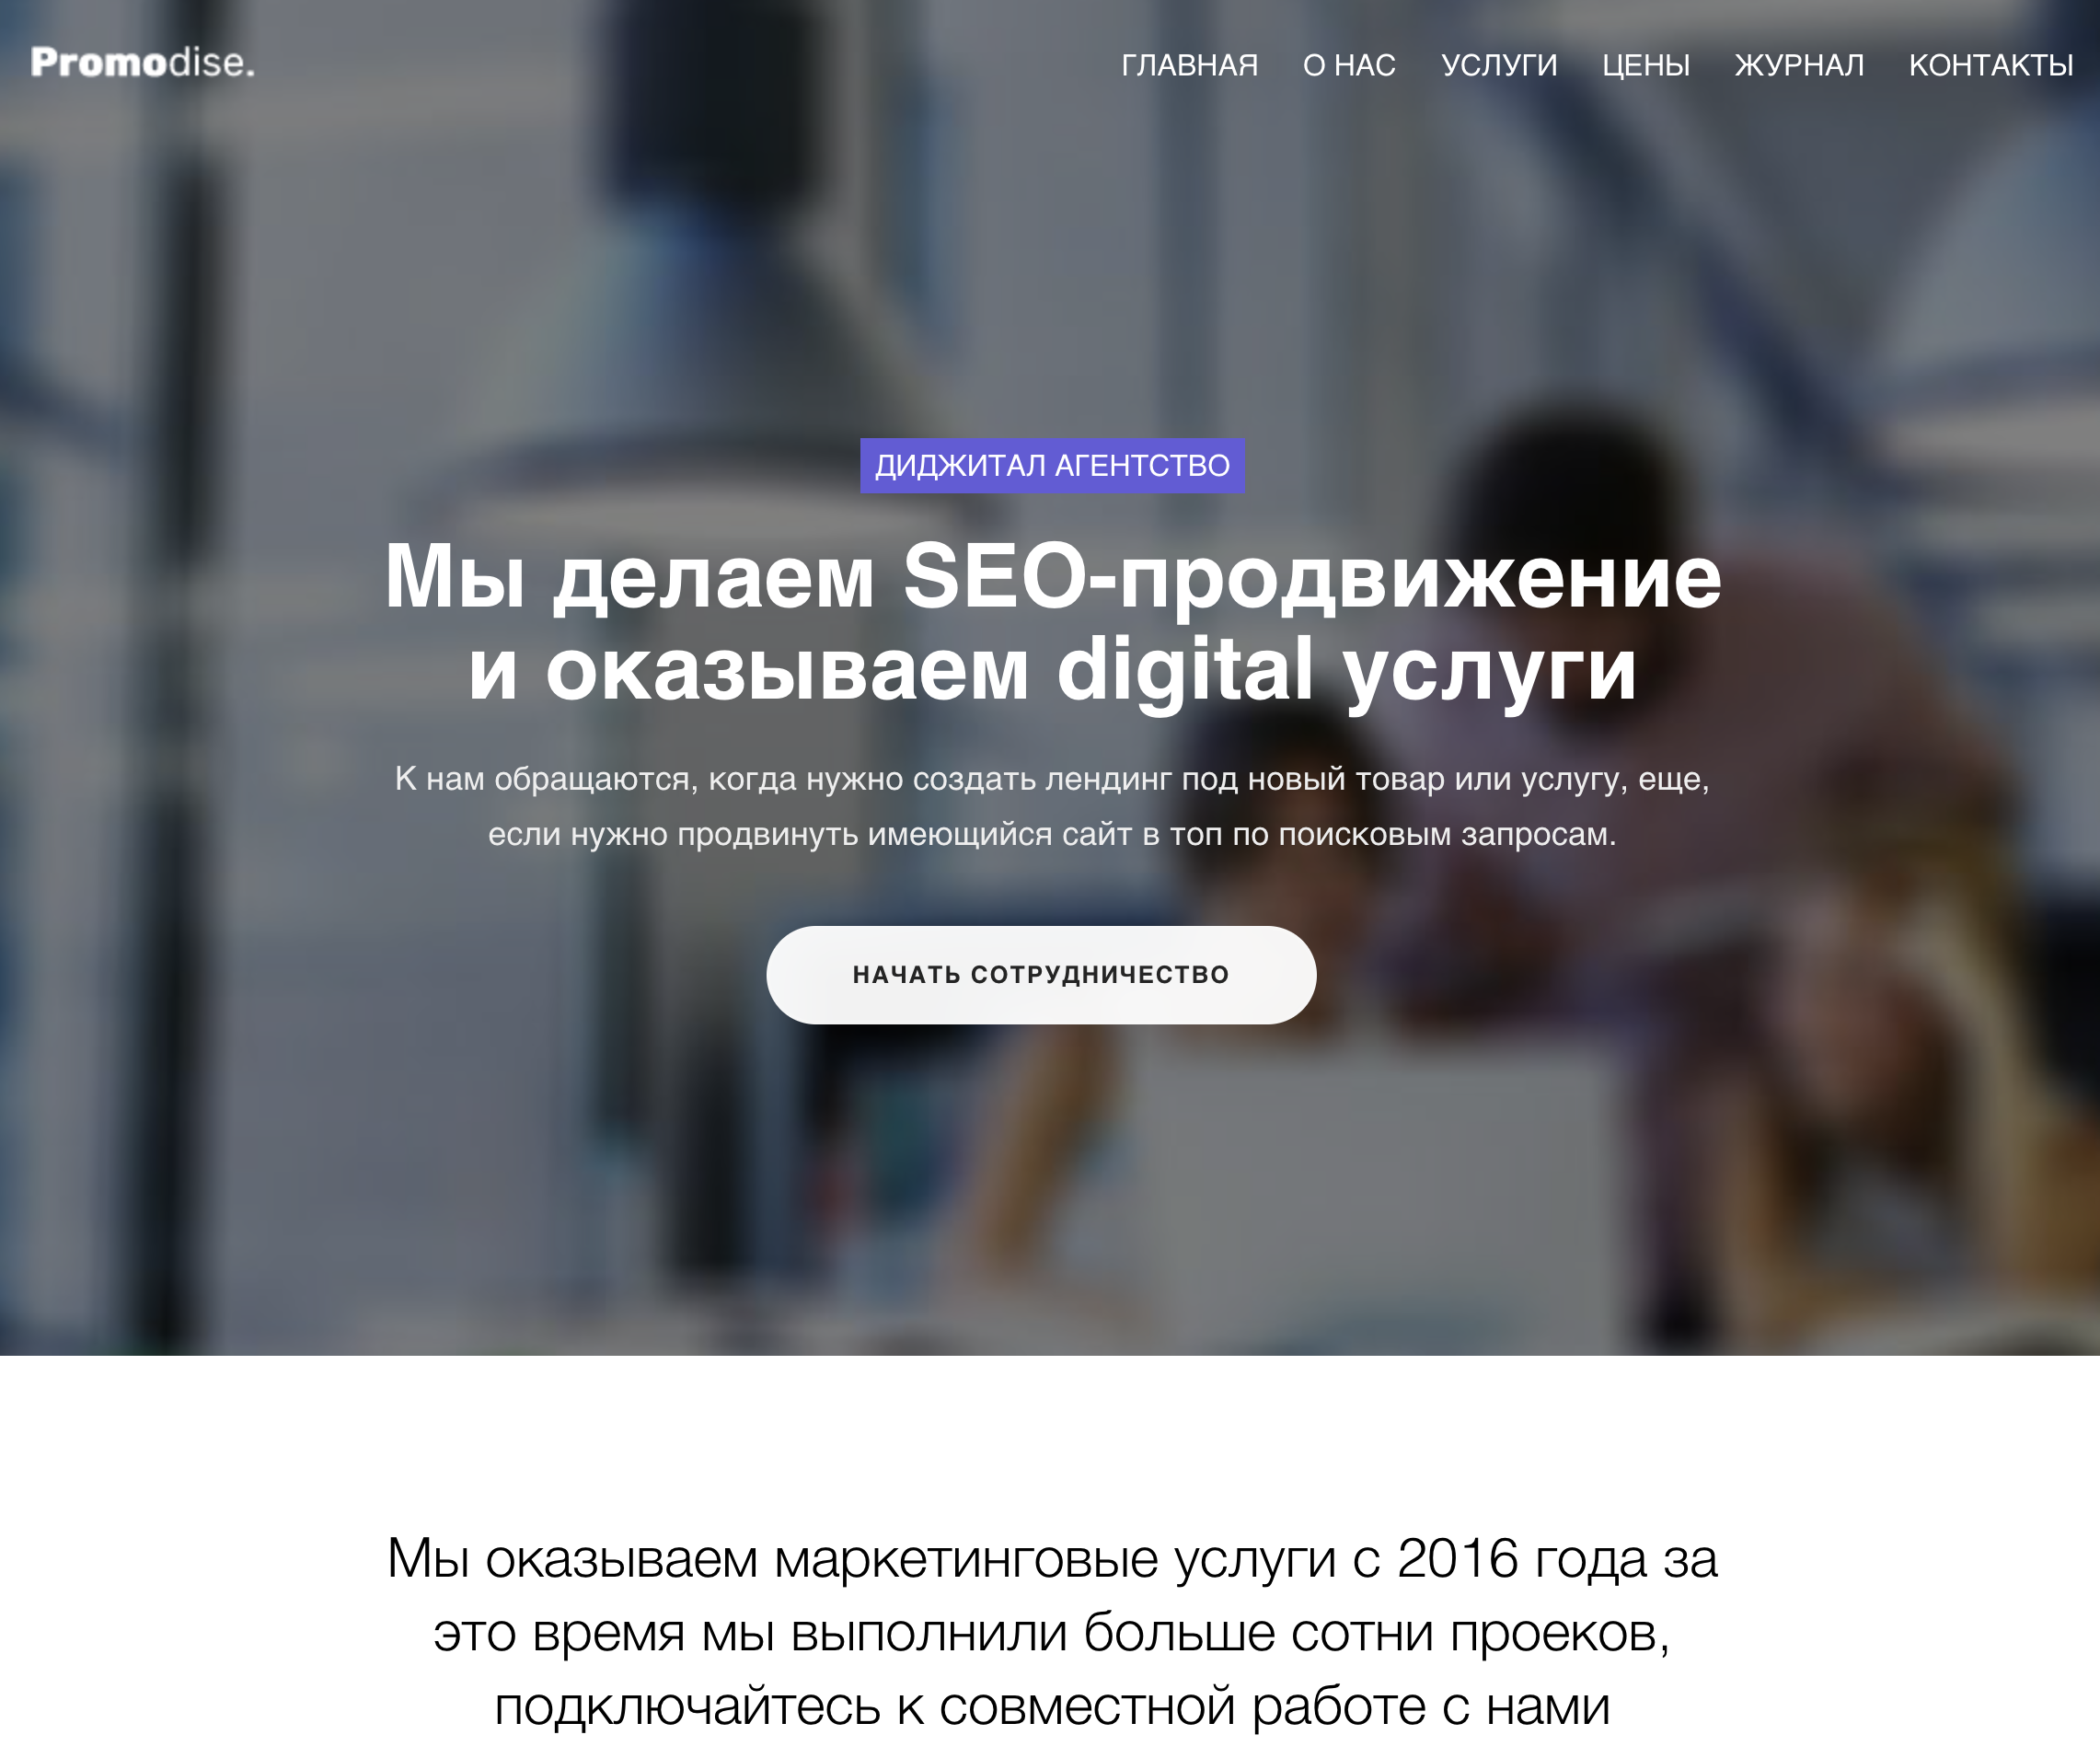 Promodise.
ГЛАВНАЯ О НАС УСЛУГИ ЦЕНЫ ЖУРНАЛ КОНТАКТЫ
ДИДЖИТАЛ АГЕНТСТВО
Мы делаем SEO-продвижение
и оказываем digital услуги
К нам обращаются, когда нужно создать лендинг под новый товар или услугу, еще,
если нужно продвинуть имеющийся сайт в топ по поисковым запросам.
НАЧАТЬ СОТРУДНИЧЕСТВО
Мы оказываем маркетинговые услуги с 2016 года за
это время мы выполнили больше сотни проеков,
подключайтесь к совместной работе с нами